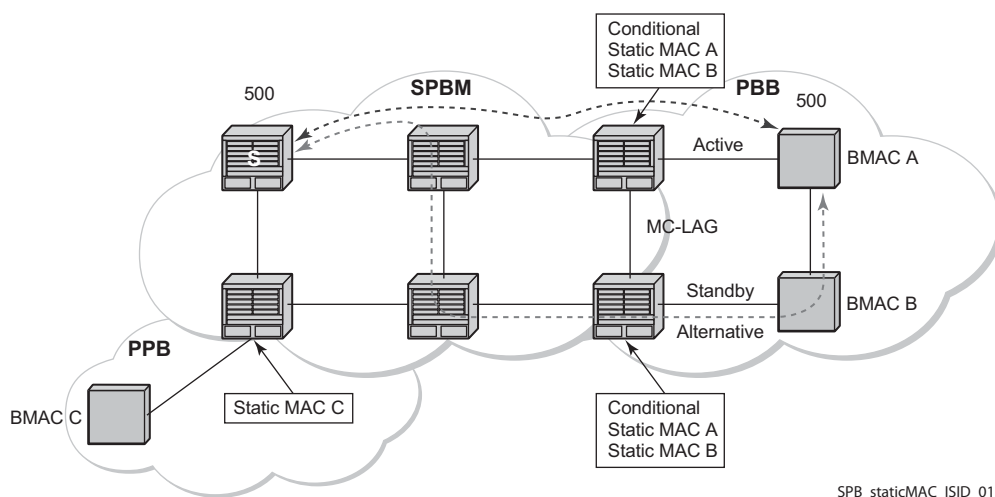 Conditional
Static MAC A
Static MAC B
500
SPBM
PBB
500
S
Active
BMAC A
MC-LAG
Standby
BMAC B
Alternative
PPB
BMAC C
Static MAC C
Conditional
Static MAC A
Static MAC B
SPB_staticMAC_ISID_01